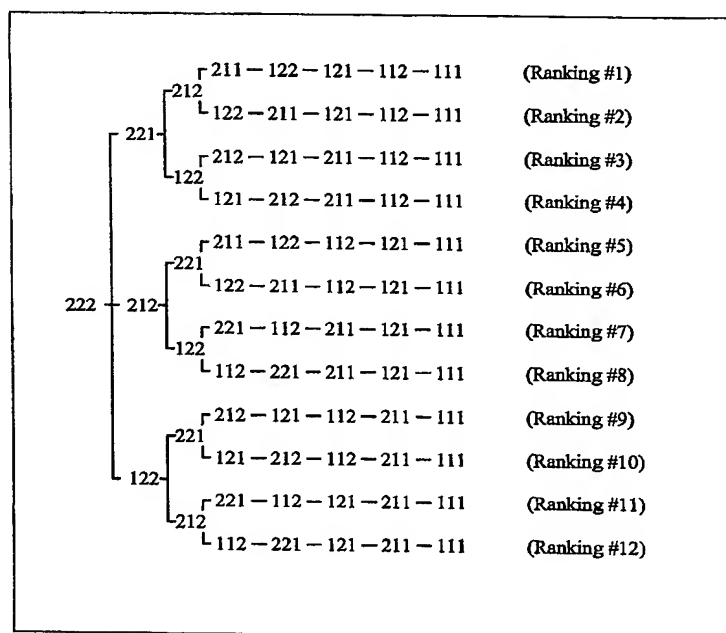 211 — 122 — 121 — 112 — 111 (Ranking #1)
212
122 — 211 — 121 — 112 — 111 (Ranking #2)
221
212 — 121 — 211 — 112 — 111 (Ranking #3)
122
121 — 212 — 211 — 112 — 111 (Ranking #4)
211 — 122 — 112 — 121 — 111 (Ranking #5)
221
122 — 211 — 112 — 121 — 111 (Ranking #6)
222 212
221 — 112 — 211 — 121 — 111 (Ranking #7)
122
112 — 221 — 211 — 121 — 111 (Ranking #8)
212 — 121 — 112 — 211 — 111 (Ranking #9)
221
121 — 212 — 112 — 211 — 111 (Ranking #10)
122
221 — 112 — 121 — 211 — 111 (Ranking #11)
212
112 — 221 — 121 — 211 — 111 (Ranking #12)